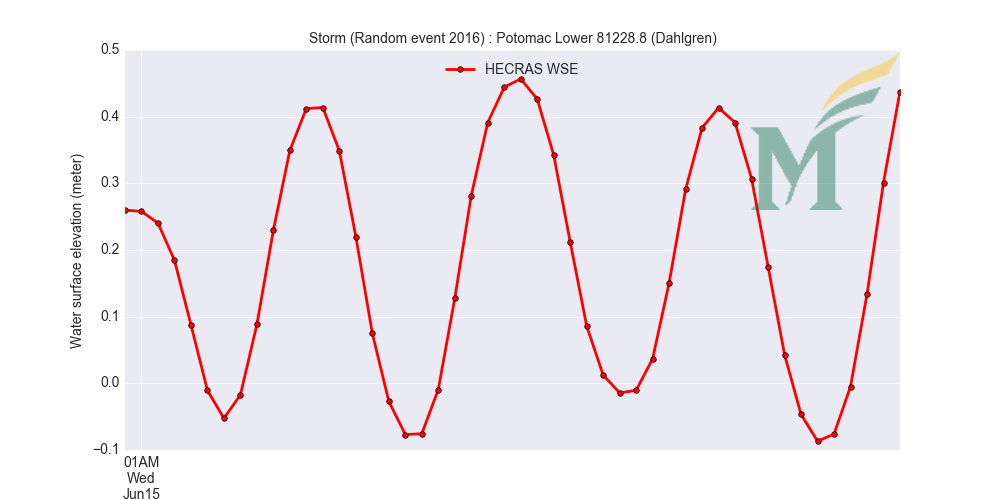 Storm (Random event 2016) : Potomac Lower 81228.8 (Dahlgren)
HECRAS WSE
Water surface elevation (meter)
0.5
0.4
0.3
0.2
0.1
0.0
−0.1
01AM
Wed
Jun15
M